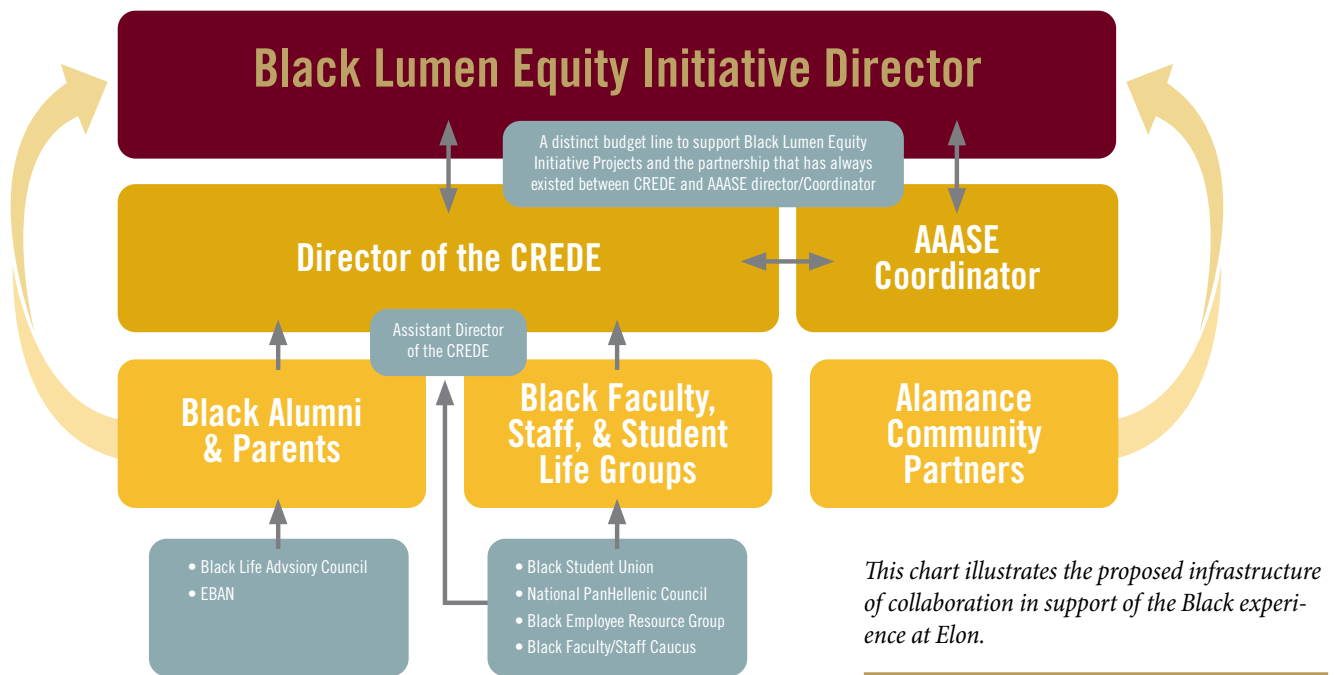 Black Lumen Equity Initiative Director
A distinct budget line to support Black Lumen Equity
Initiative Projects and the partnership that has always
existed between CREDE and AAASE director/Coordinator
Director of the CREDE
AAASE
Coordinator
Assistant Director
of the CREDE
Black Alumni
& Parents
Black Faculty,
Staff, & Student
Life Groups
Alamance
Community
Partners
• Black Life Advsiory Council
• EBAN
• Black Student Union
• National PanHellenic Council
• Black Employee Resource Group
• Black Faculty/Staff Caucus
This chart illustrates the proposed infrastructure
of collaboration in support of the Black experi-
ence at Elon.